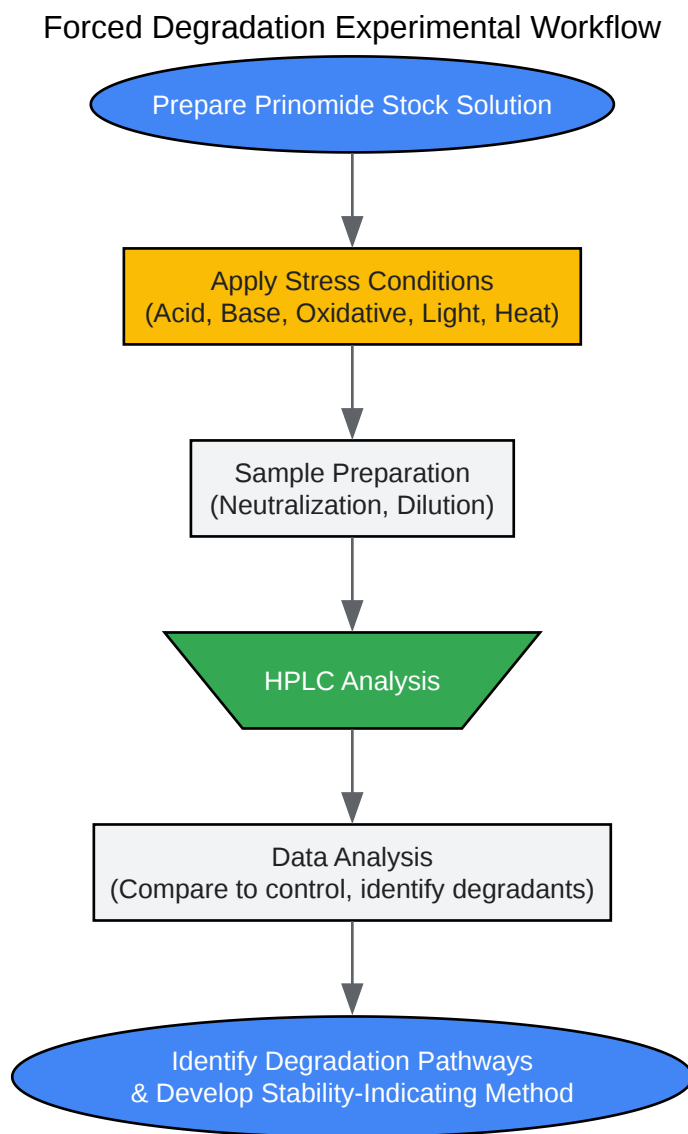 Forced Degradation Experimental Workflow
Prepare Prinomide Stock Solution
Apply Stress Conditions
(Acid, Base, Oxidative, Light, Heat)
Sample Preparation
(Neutralization, Dilution)
HPLC Analysis
Data Analysis
(Compare to control, identify degradants)
Identify Degradation Pathways
& Develop Stability-Indicating Method